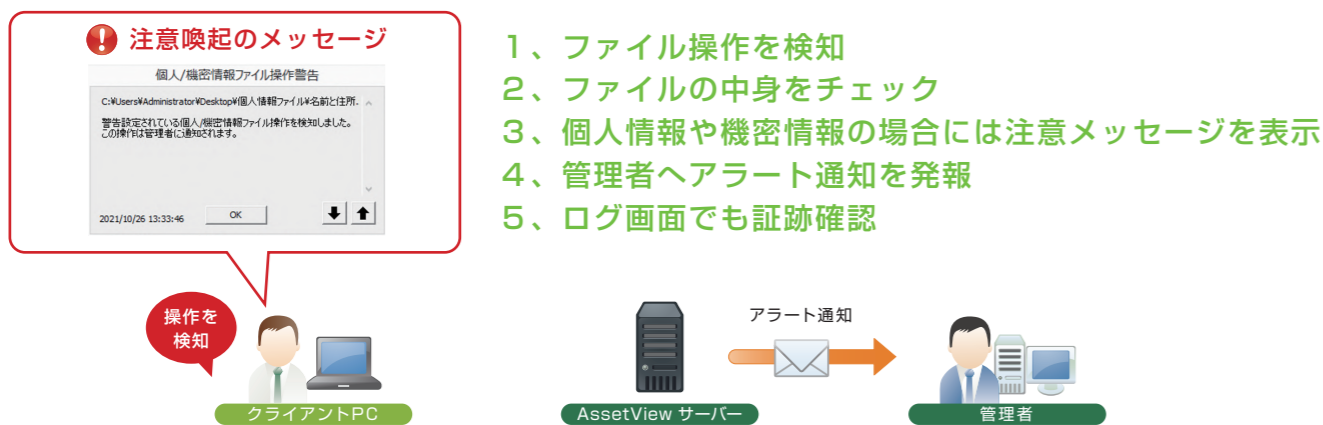 注意喚起のメッセージ
個人/機密情報ファイル操作警告
C:¥Users¥Administrator¥Desktop¥個人情報ファイル¥名前と住所.
警告設定されている個人/機密情報ファイル操作を検知しました。
この操作は管理者に通知されます。
2021/10/26 13:33:46
OK
1、ファイル操作を検知
2、ファイルの中身をチェック
3、個人情報や機密情報の場合には注意メッセージを表示
4、管理者へアラート通知を発報
5、ログ画面でも証跡確認
操作を
検知
クライアントPC
アラート通知
AssetView サーバー
管理者